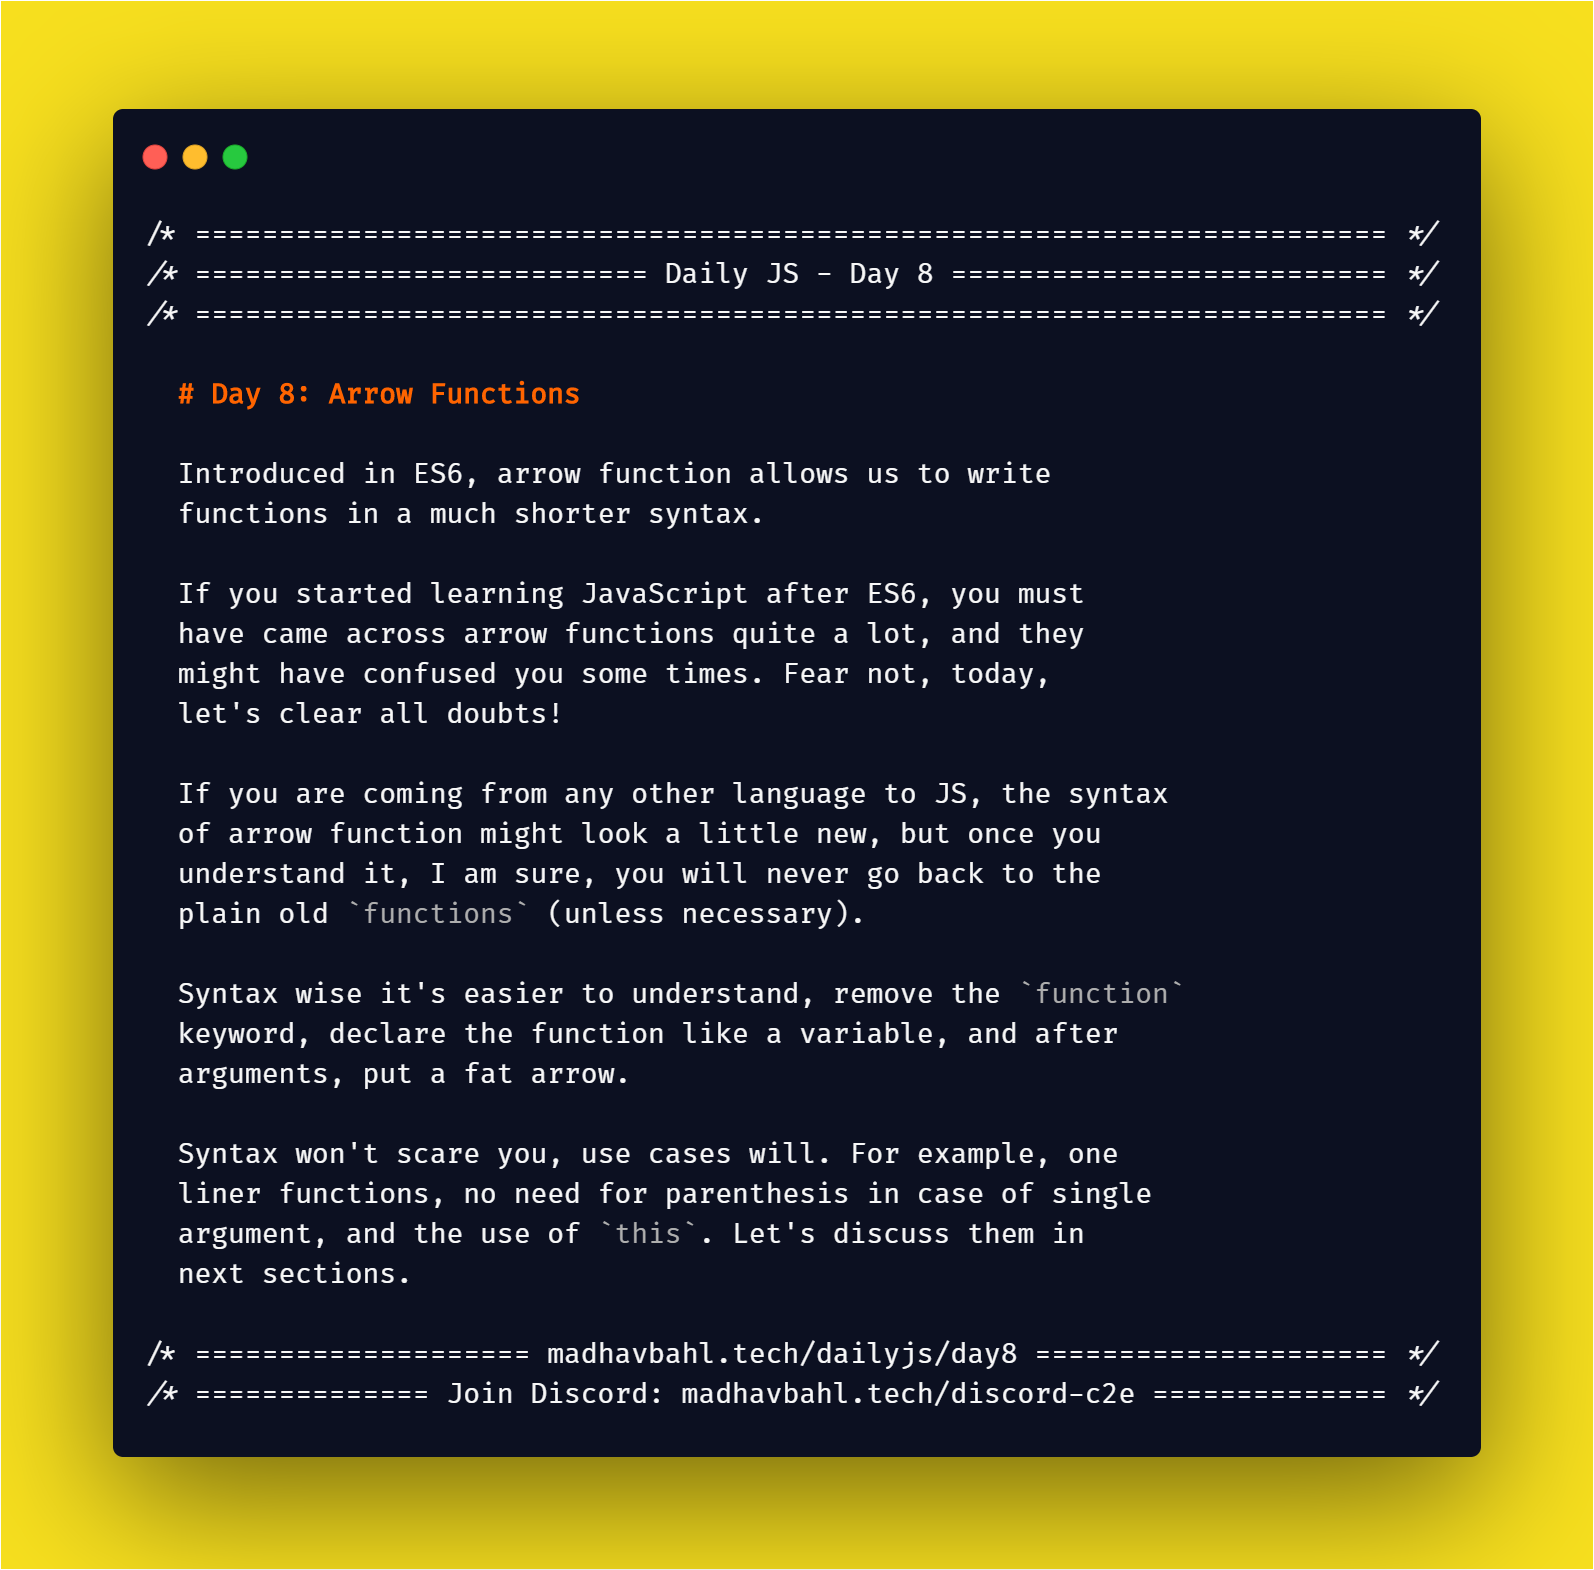 /* ======================================================================= */
/* =========================== Daily JS - Day 8 ========================== */
/* ======================================================================= */
# Day 8: Arrow Functions
Introduced in ES6, arrow function allows us to write
functions in a much shorter syntax.
If you started learning JavaScript after ES6, you must
have came across arrow functions quite a lot, and they
might have confused you some times. Fear not, today,
let's clear all doubts!
If you are coming from any other language to JS, the syntax
of arrow function might look a little new, but once you
understand it, I am sure, you will never go back to the
plain old `functions` (unless necessary).
Syntax wise it's easier to understand, remove the `function`
keyword, declare the function like a variable, and after
arguments, put a fat arrow.
Syntax won't scare you, use cases will. For example, one
liner functions, no need for parenthesis in case of single
argument, and the use of `this`. Let's discuss them in
next sections.
/* ==================== madhavbahl.tech/dailyjs/day8 ===================== */
/* ============== Join Discord: madhavbahl.tech/discord-c2e ============== */